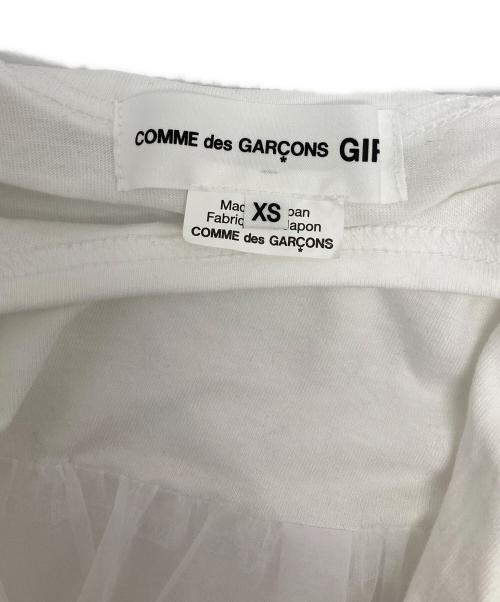 COMME des GARÇONS GIR
*
XS
Mad pan
Fabriq Japon
COMME des GARÇONS
*